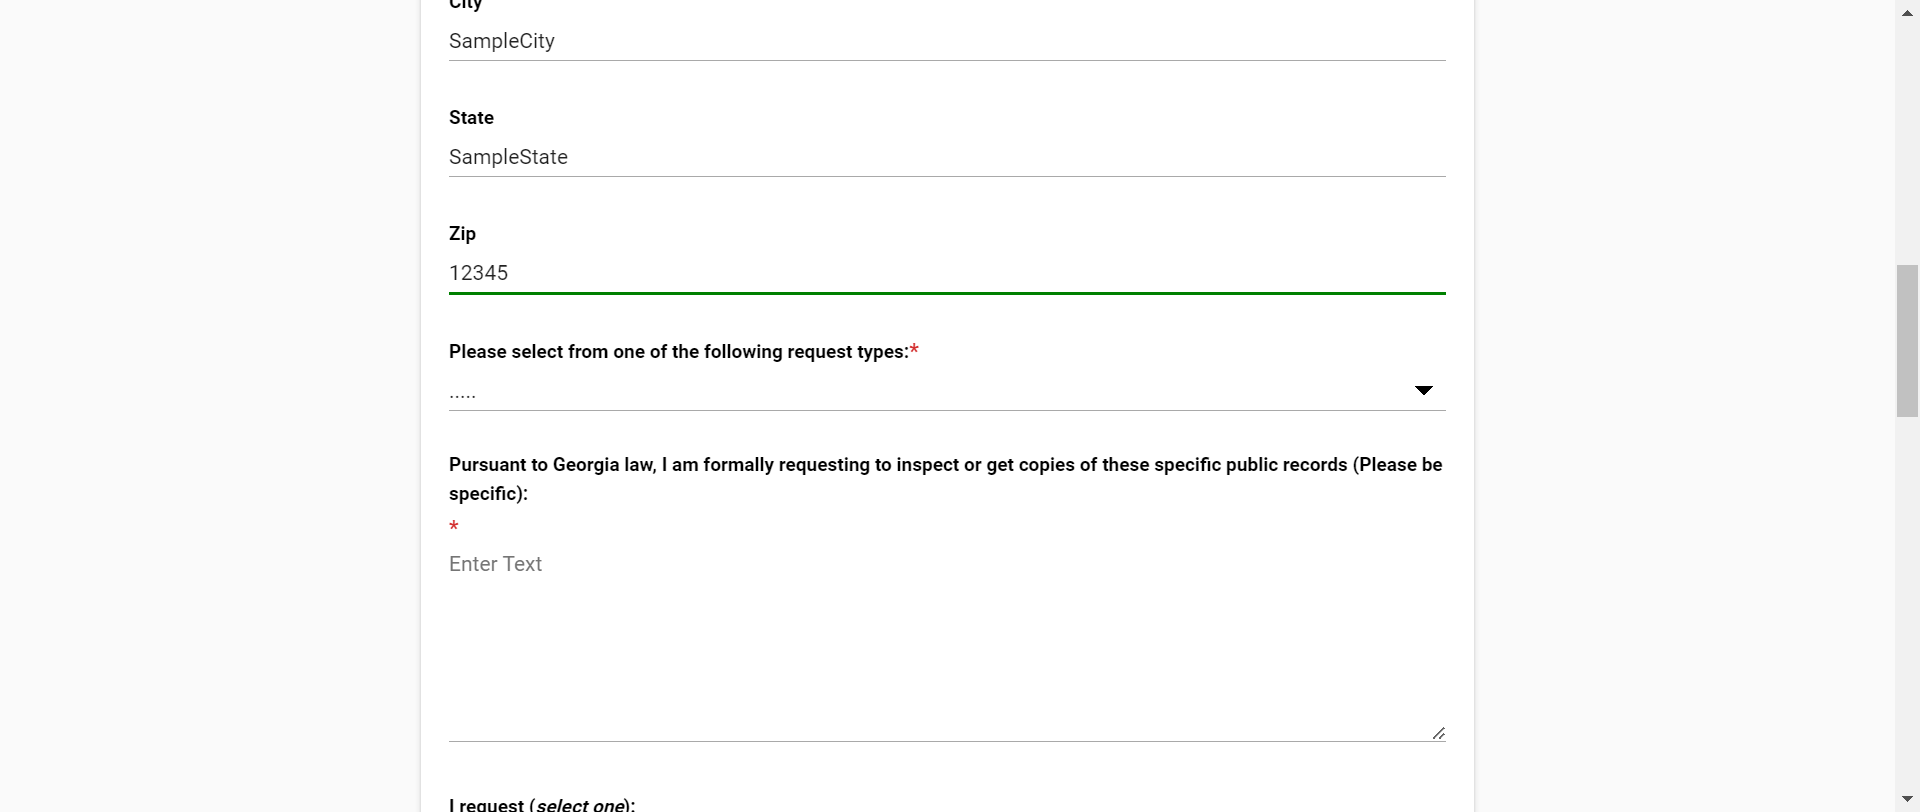 City
SampleCity
State
SampleState
Zip
12345
Please select from one of the following request types:*
.....
Pursuant to Georgia law, I am formally requesting to inspect or get copies of these specific public records (Please be
specific):
*
Enter Text
I request (select one):